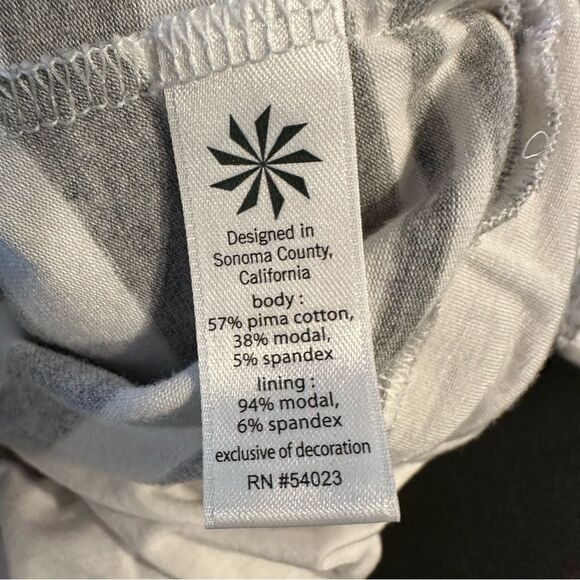 Designed in
Sonoma County,
California
body :
57% pima cotton,
38% modal,
5% spandex
lining :
94% modal,
6% spandex
exclusive of decoration
RN #54023